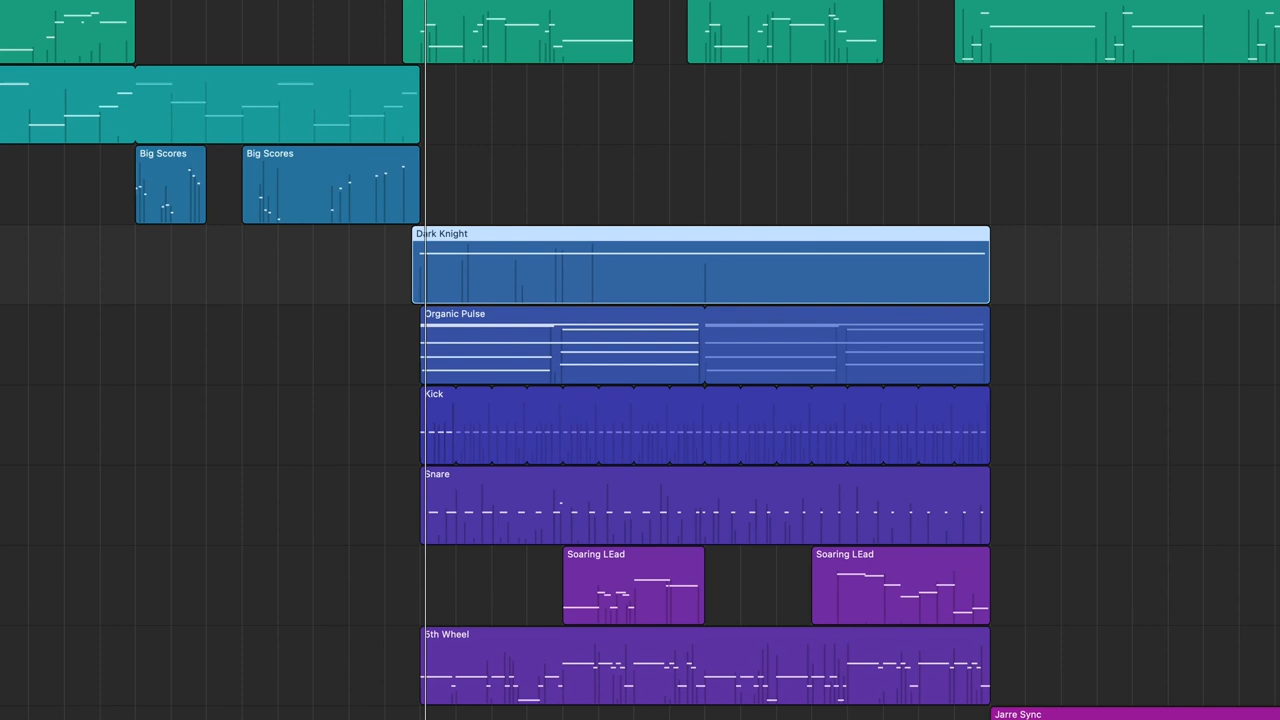 Big Scores
Big Scores
Dark Knight
Organic Pulse
Kick
Snare
Soaring LEad
Soaring LEad
5th Wheel
Jarre Sync